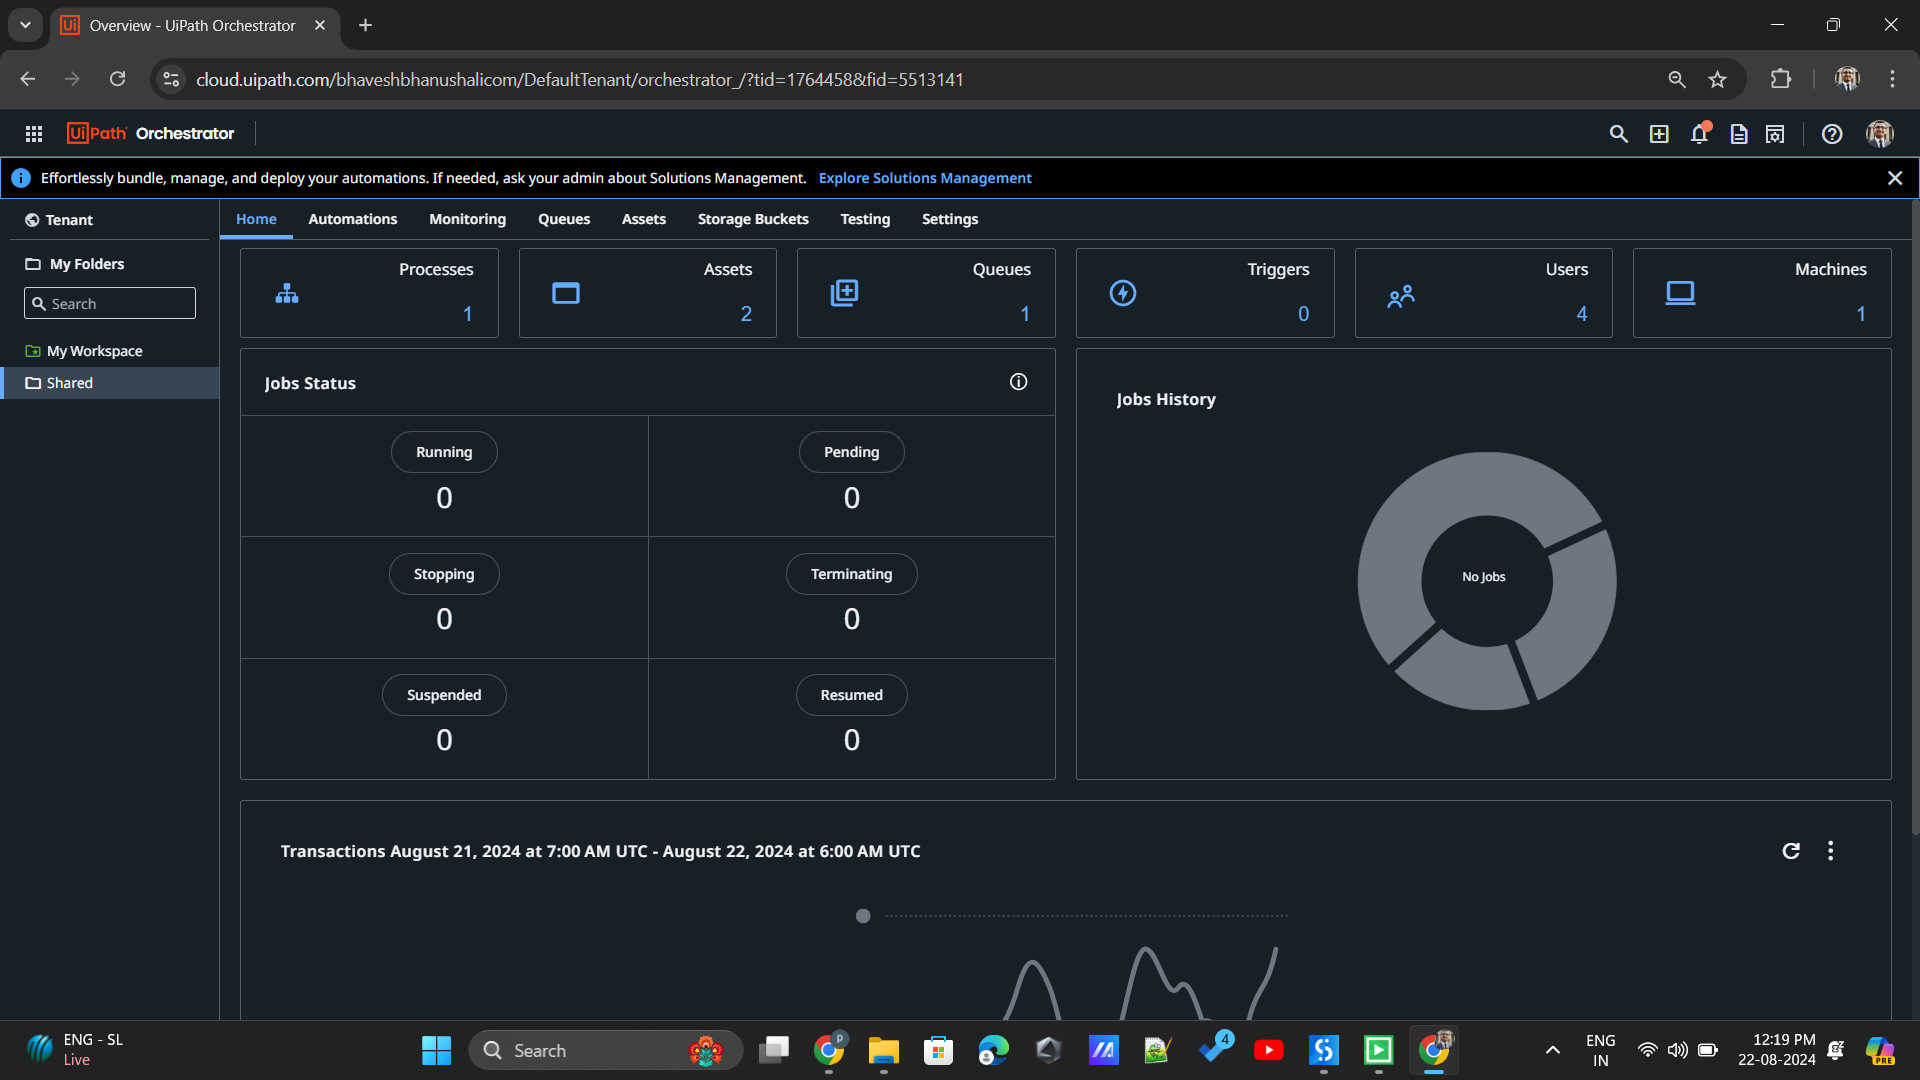 Overview - UiPath Orchestrator
cloud.uipath.com/bhaveshbhanushalicom/DefaultTenant/orchestrator_/?tid=1764458&fid=5513141
UiPath Orchestrator
Effortlessly bundle, manage, and deploy your automations. If needed, ask your admin about Solutions Management. Explore Solutions Management
Tenant
Home Automations Monitoring Queues Assets Storage Buckets Testing Settings
My Folders
Search
My Workspace
Shared
Processes
1
Assets
2
Queues
1
Triggers
0
Users
4
Machines
1
Jobs Status
Running
0
Pending
0
Stopping
0
Terminating
0
Suspended
0
Resumed
0
Jobs History
No Jobs
Transactions August 21, 2024 at 7:00 AM UTC - August 22, 2024 at 6:00 AM UTC
ENG - SL
Live
Search
P
4
PRE
ENG
IN
12:19 PM
22-08-2024